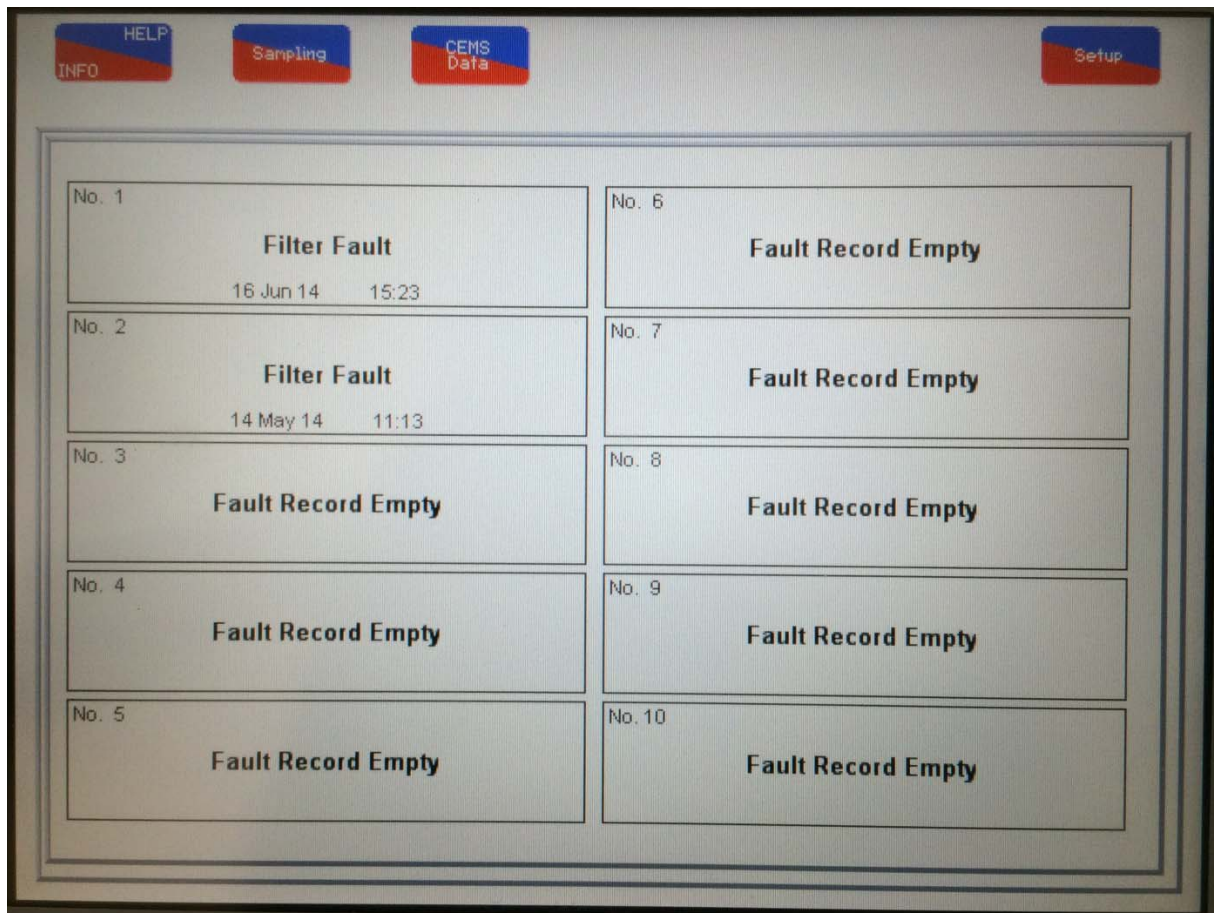 HELP
INFO
Sampling
CEMS
Data
Setup
No. 1
Filter Fault
16 Jun 14 15:23
No. 2
Filter Fault
14 May 14 11:13
No. 3
Fault Record Empty
No. 4
Fault Record Empty
No. 5
Fault Record Empty
No. 6
Fault Record Empty
No. 7
Fault Record Empty
No. 8
Fault Record Empty
No. 9
Fault Record Empty
No. 10
Fault Record Empty